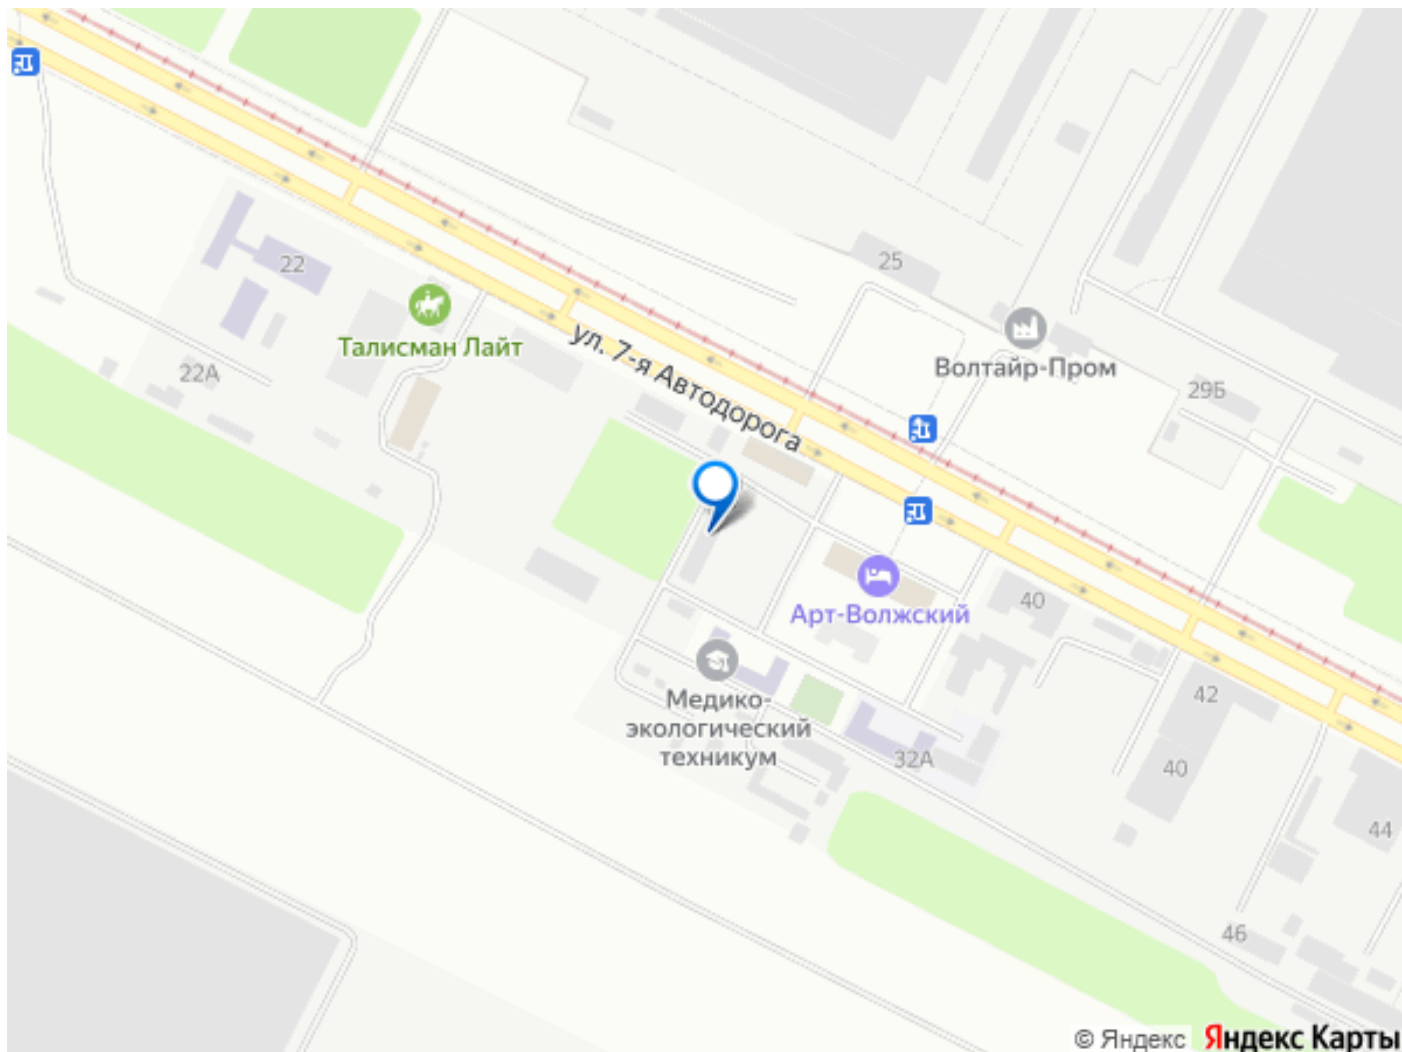 22
Талисман Лайт
22А
ул. 7-я Автодорога
25
Волтайр-Пром
29Б
Арт-Волжский
40
Медико-
экологический
техникум
32А
42
40
44
46
© Яндекс Яндекс Карты